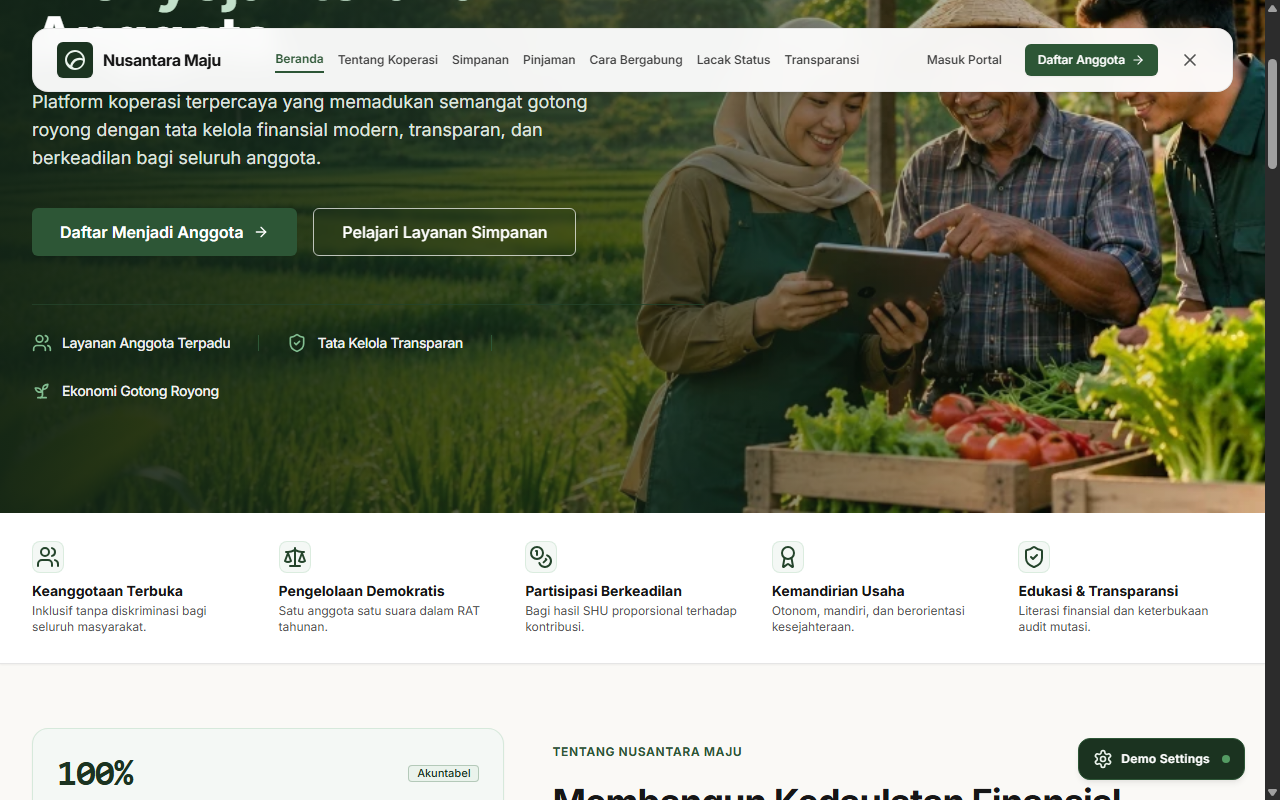 Nusantara Maju
Beranda
Tentang Koperasi
Simpanan
Pinjaman
Cara Bergabung
Lacak Status
Transparansi
Masuk Portal
Daftar Anggota
Platform koperasi terpercaya yang memadukan semangat gotong
royong dengan tata kelola finansial modern, transparan, dan
berkeadilan bagi seluruh anggota.
Daftar Menjadi Anggota
Pelajari Layanan Simpanan
Layanan Anggota Terpadu
Tata Kelola Transparan
Ekonomi Gotong Royong
Keanggotaan Terbuka
Inklusif tanpa diskriminasi bagi
seluruh masyarakat.
Pengelolaan Demokratis
Satu anggota satu suara dalam RAT
tahunan.
Partisipasi Berkeadilan
Bagi hasil SHU proporsional terhadap
kontribusi.
Kemandirian Usaha
Otonom, mandiri, dan berorientasi
kesejahteraan.
Edukasi & Transparansi
Literasi finansial dan keterbukaan
audit mutasi.
100%
Akuntabel
TENTANG NUSANTARA MAJU
Membangun Kedaulatan Finansial
Demo Settings